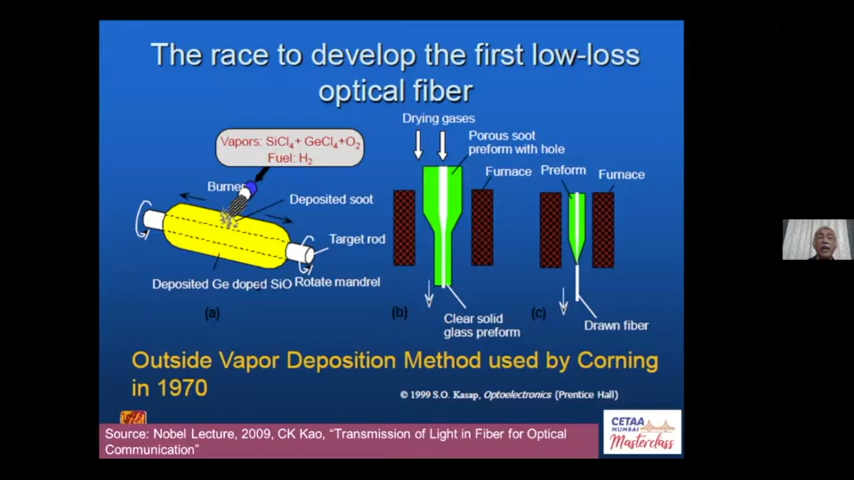 The race to develop the first low-loss
optical fiber
Drying gases
Vapors: SiCl4+ GeCl4+O2
Fuel: H2
Porous soot
preform with hole
Burner
Deposited soot
Furnace
Preform
Furnace
Target rod
Deposited Ge doped SiO
Rotate mandrel
(a)
(b)
Clear solid
glass preform
(c)
Drawn fiber
Outside Vapor Deposition Method used by Corning
in 1970
© 1999 S.O. Kasap, Optoelectronics (Prentice Hall)
Source: Nobel Lecture, 2009, CK Kao, “Transmission of Light in Fiber for Optical
Communication”
CETAA
MUMBAI
Masterclass